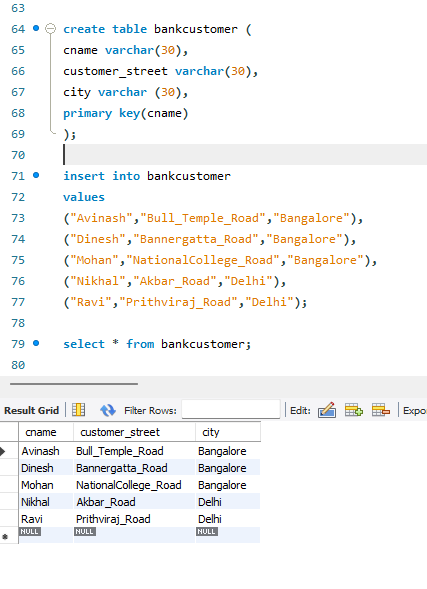 63
64 create table bankcustomer (
65 cname varchar(30),
66 customer_street varchar(30),
67 city varchar (30),
68 primary key(cname)
69 );
70
71 insert into bankcustomer
72 values
73 ("Avinash","Bull_Temple_Road","Bangalore"),
74 ("Dinesh","Bannergatta_Road","Bangalore"),
75 ("Mohan","NationalCollege_Road","Bangalore"),
76 ("Nikhal","Akbar_Road","Delhi"),
77 ("Ravi","Prithviraj_Road","Delhi");
78
79 select * from bankcustomer;
80
Result Grid Filter Rows: Edit: Expo
cname customer_street city
Avinash Bull_Temple_Road Bangalore
Dinesh Bannergatta_Road Bangalore
Mohan NationalCollege_Road Bangalore
Nikhal Akbar_Road Delhi
Ravi Prithviraj_Road Delhi
NULL NULL NULL